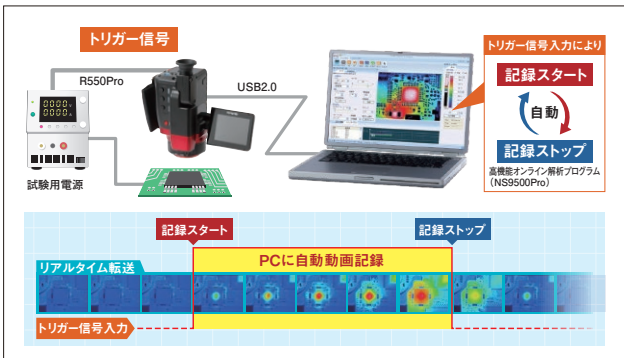 トリガー信号
R550Pro
USB2.0
試験用電源
トリガー信号入力により
記録スタート
自動
記録ストップ
高機能オンライン解析プログラム
(NS9500Pro)
記録スタート
記録ストップ
PCに自動動画記録
リアルタイム転送
トリガー信号入力